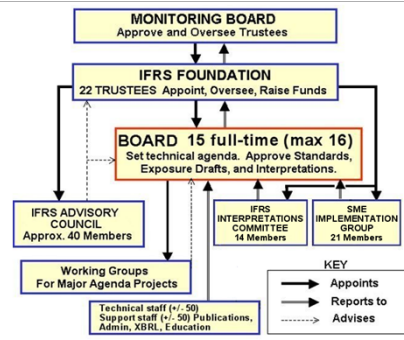 MONITORING BOARD
Approve and Oversee Trustees
IFRS FOUNDATION
22 TRUSTEES Appoint, Oversee, Raise Funds
BOARD 15 full-time (max 16)
Set technical agenda. Approve Standards,
Exposure Drafts, and Interpretations.
IFRS ADVISORY
COUNCIL
Approx. 40 Members
IFRS
INTERPRETATIONS
COMMITTEE
14 Members
SME
IMPLEMENTATION
GROUP
21 Members
Working Groups
For Major Agenda Projects
Technical staff (+/- 50)
Support staff (+/- 50) Publications,
Admin, XBRL, Education
KEY
Appoints
Reports to
Advises